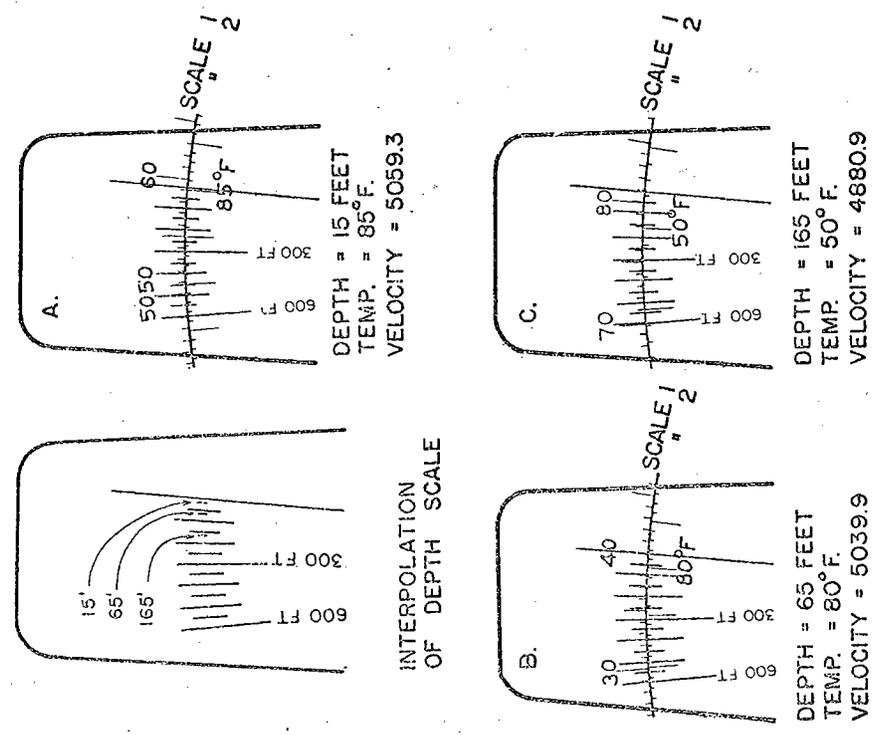 15'
65'
165'
300 FT
600 FT
INTERPOLATION
OF DEPTH SCALE
A.
5050
60
SCALE 1
" 2
85°F
300 FT
600 F
DEPTH = 15 FEET
TEMP. = 85°F.
VELOCITY = 5059.3
B.
30
40
SCALE 1
" 2
80°F
300 FT
600 FT
DEPTH = 65 FEET
TEMP. = 80°F.
VELOCITY = 5039.9
C.
70
80
SCALE 1
" 2
50°F
300 FT
600 FT
DEPTH = 165 FEET
TEMP. = 50°F.
VELOCITY = 4880.9